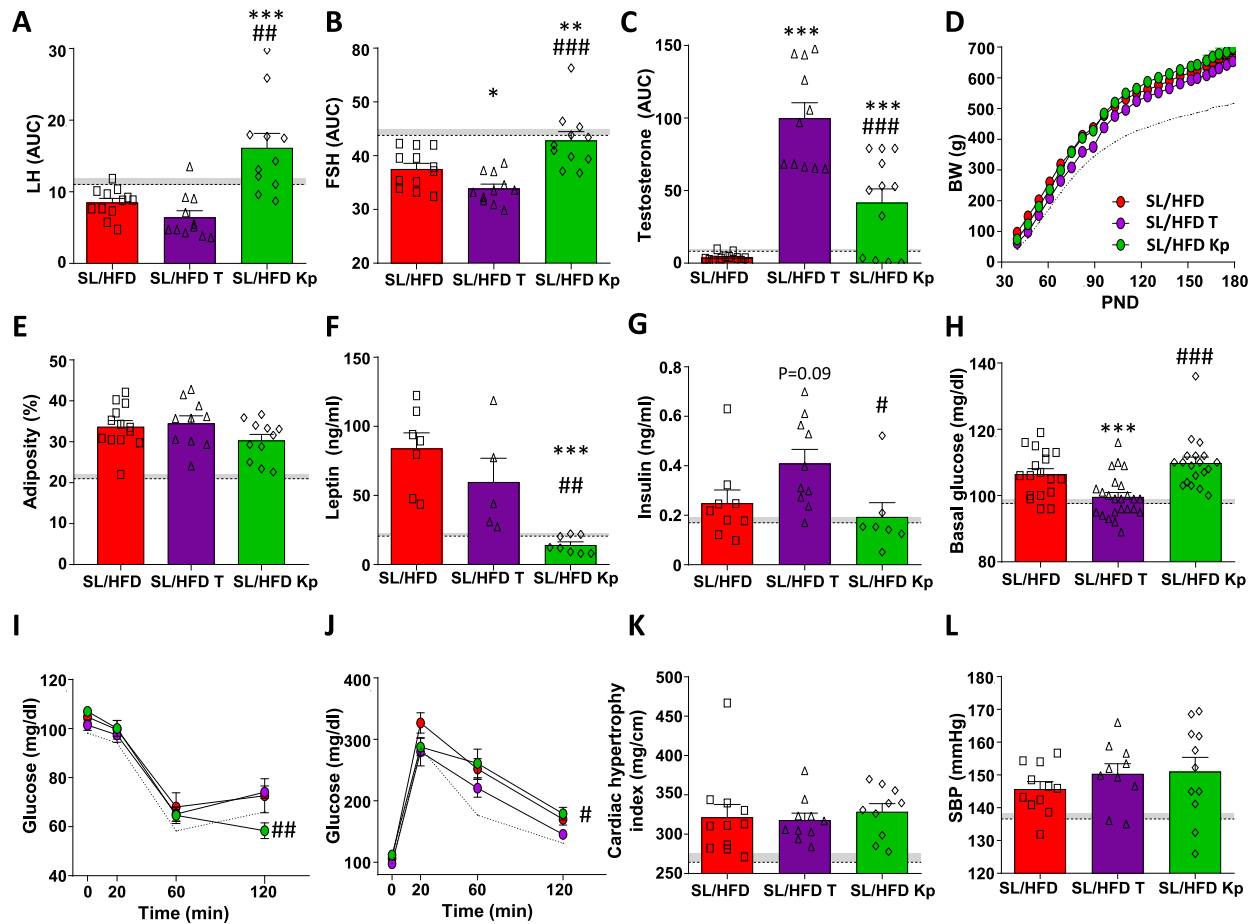 A
LH (AUC)
30
20
10
0
***
##
SL/HFD SL/HFD T SL/HFD Kp
B
FSH (AUC)
80
50
40
30
20
*
**
###
SL/HFD SL/HFD T SL/HFD Kp
C
Testosterone (AUC)
150
100
50
0
***
***
###
SL/HFD SL/HFD T SL/HFD Kp
D
BW (g)
700
600
500
400
300
200
100
0
SL/HFD
SL/HFD T
SL/HFD Kp
30 60 90 120 150 180
PND
E
Adiposity (%)
50
40
30
20
10
0
SL/HFD SL/HFD T SL/HFD Kp
F
Leptin (ng/ml)
150
100
50
0
***
##
SL/HFD SL/HFD T SL/HFD Kp
G
Insulin (ng/ml)
0.8
0.6
0.4
0.2
0.0
P=0.09
#
SL/HFD SL/HFD T SL/HFD Kp
H
Basal glucose (mg/dl)
140
120
100
80
***
###
SL/HFD SL/HFD T SL/HFD Kp
I
Glucose (mg/dl)
120
100
80
60
40
##
0 20 60 120
Time (min)
J
Glucose (mg/dl)
400
300
200
100
#
0 20 60 120
Time (min)
K
Cardiac hypertrophy
index (mg/cm)
500
450
400
350
300
250
SL/HFD SL/HFD T SL/HFD Kp
L
SBP (mmHg)
180
170
160
150
140
130
120
SL/HFD SL/HFD T SL/HFD Kp